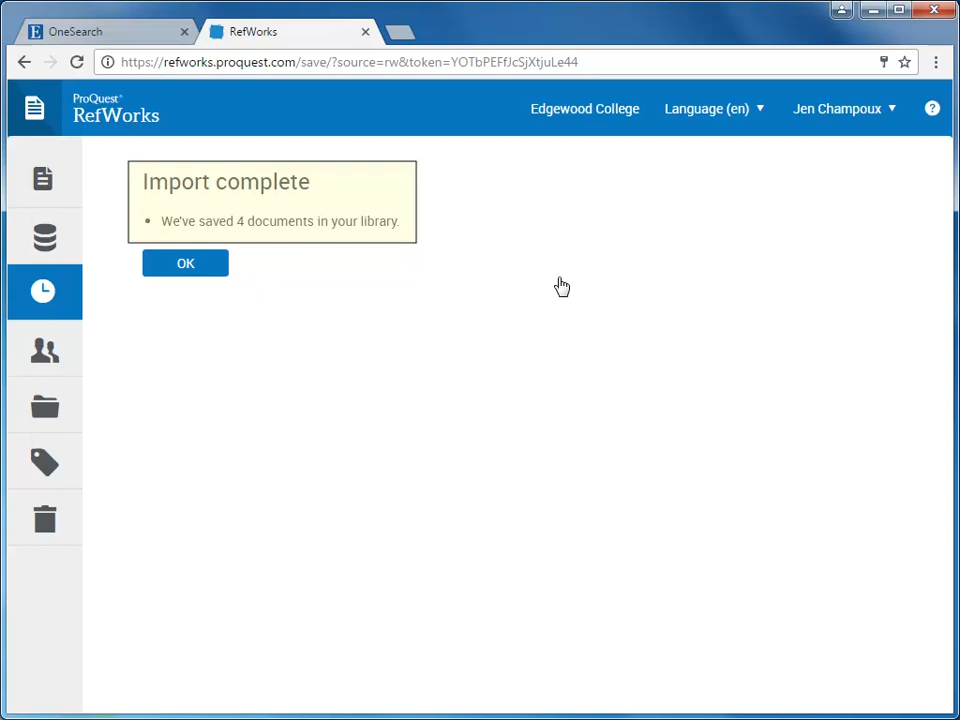 OneSearch
RefWorks
https://refworks.proquest.com/save/?source=rw&token=YOTbPEFfJcSjXtjuLe44
ProQuest®
RefWorks
Edgewood College
Language (en)
Jen Champoux
?
Import complete
• We've saved 4 documents in your library.
OK